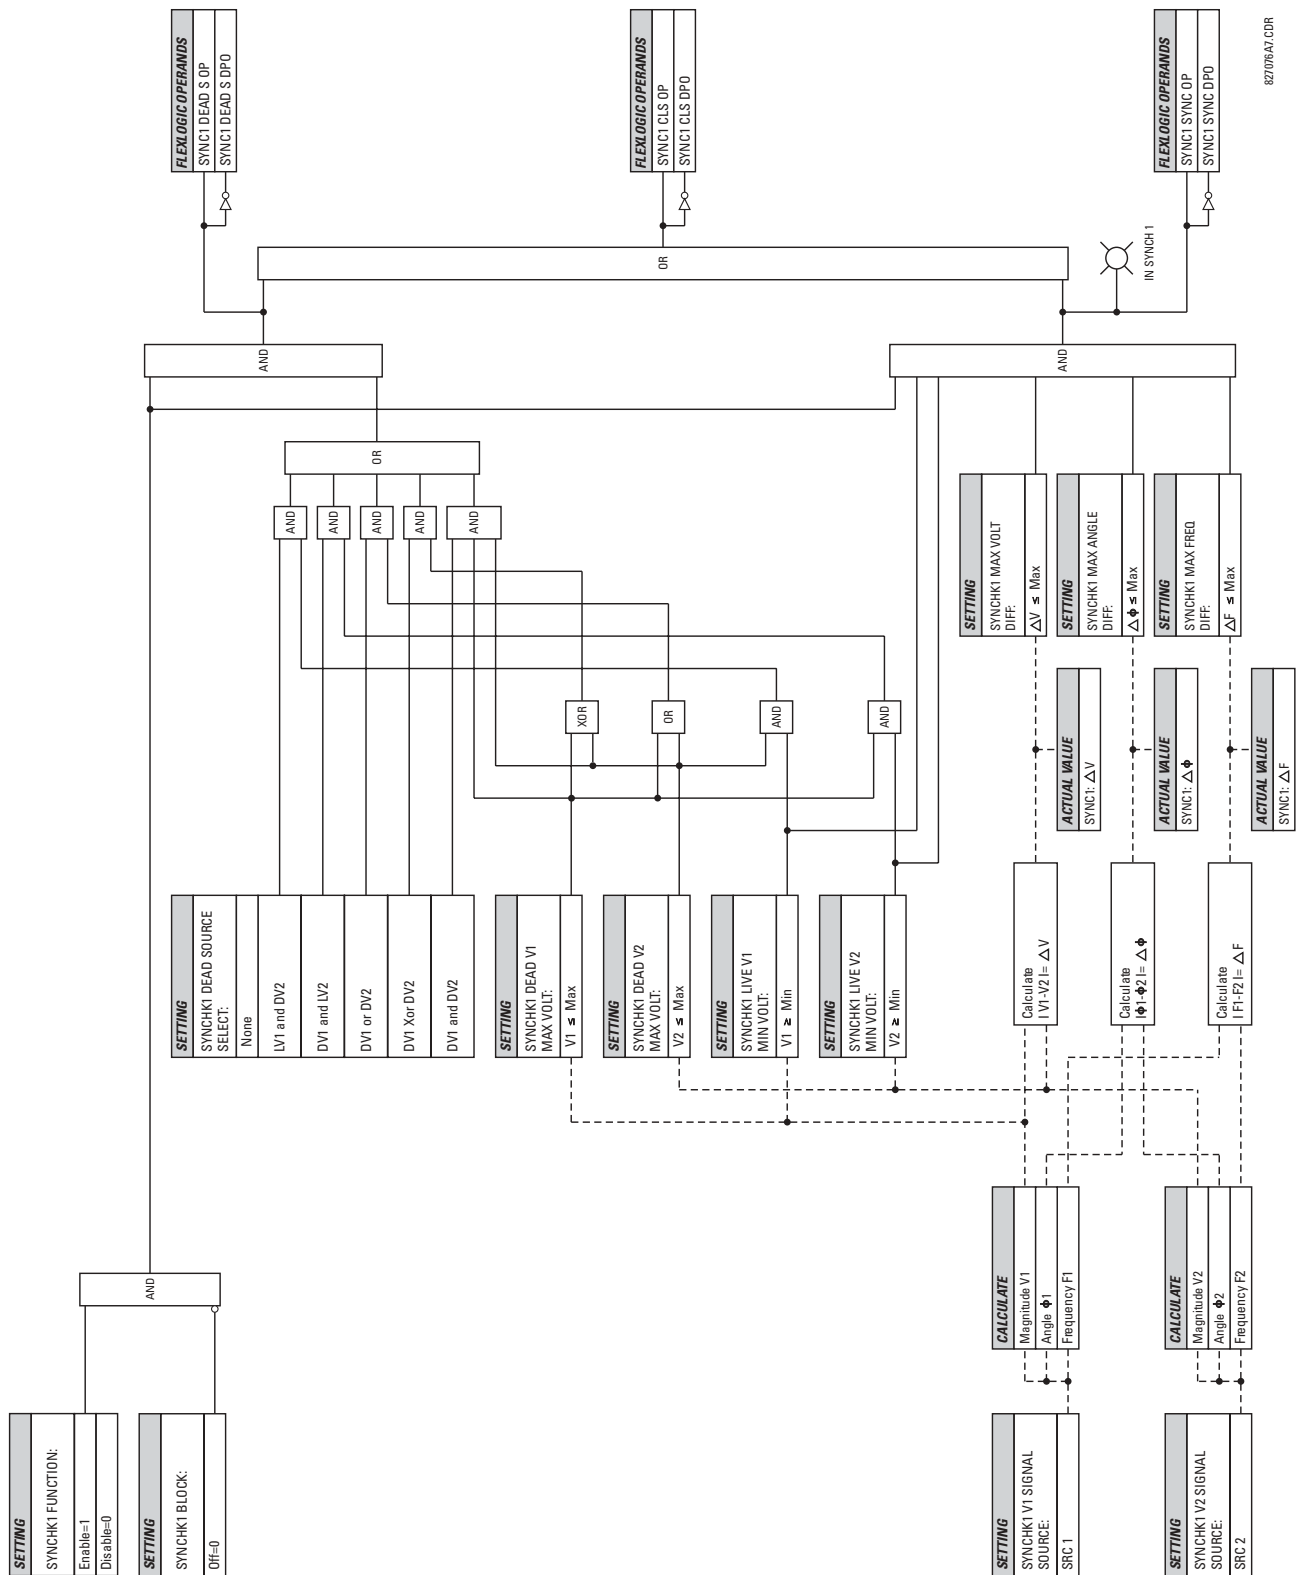 SETTING
SYNCHK1 FUNCTION:
Enable=1
Disable=0
SETTING
SYNCHK1 BLOCK:
Off=0
AND
SETTING
SYNCHK1 DEAD SOURCE
SELECT:
None
LV1 and DV2
DV1 and LV2
DV1 or DV2
DV1 Xor DV2
DV1 and DV2
AND
AND
AND
AND
AND
OR
AND
FLEXLOGIC OPERANDS
SYNC1 DEAD S OP
SYNC1 DEAD S DPO
SETTING
SYNCHK1 DEAD V1
MAX VOLT:
V1 ≤ Max
SETTING
SYNCHK1 DEAD V2
MAX VOLT:
V2 ≤ Max
SETTING
SYNCHK1 LIVE V1
MIN VOLT:
V1 ≥ Min
SETTING
SYNCHK1 LIVE V2
MIN VOLT:
V2 ≥ Min
XOR
OR
AND
AND
OR
FLEXLOGIC OPERANDS
SYNC1 CLS OP
SYNC1 CLS DPO
SETTING
SYNCHK1 V1 SIGNAL
SOURCE:
SRC 1
CALCULATE
Magnitude V1
Angle Φ1
Frequency F1
SETTING
SYNCHK1 V2 SIGNAL
SOURCE:
SRC 2
CALCULATE
Magnitude V2
Angle Φ2
Frequency F2
Calculate
I V1-V2 I= △V
Calculate
IΦ1-Φ2 I= △Φ
Calculate
I F1-F2 I= △F
ACTUAL VALUE
SYNC1: △V
ACTUAL VALUE
SYNC1: △Φ
ACTUAL VALUE
SYNC1: △F
SETTING
SYNCHK1 MAX VOLT
DIFF:
△V ≤ Max
SETTING
SYNCHK1 MAX ANGLE
DIFF:
△Φ ≤ Max
SETTING
SYNCHK1 MAX FREQ
DIFF:
△F ≤ Max
AND
IN SYNCH 1
FLEXLOGIC OPERANDS
SYNC1 SYNC OP
SYNC1 SYNC DPO
827076A7.CDR